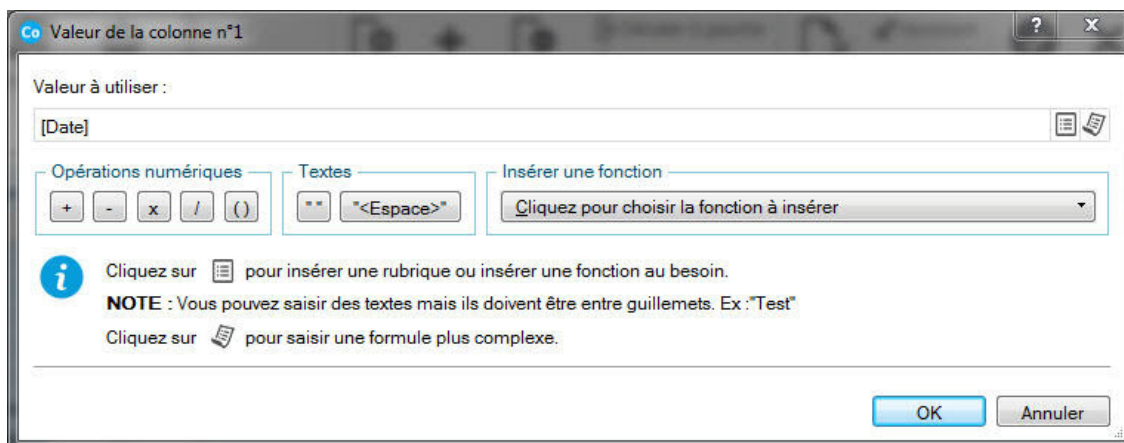 Co Valeur de la colonne n°1
? X
Valeur à utiliser :
[Date]
Opérations numériques
+ - x / ( )
Textes
" " "<Espace>"
Insérer une fonction
Cliquez pour choisir la fonction à insérer
i
Cliquez sur pour insérer une rubrique ou insérer une fonction au besoin.
NOTE : Vous pouvez saisir des textes mais ils doivent être entre guillemets. Ex :"Test"
Cliquez sur pour saisir une formule plus complexe.
OK Annuler